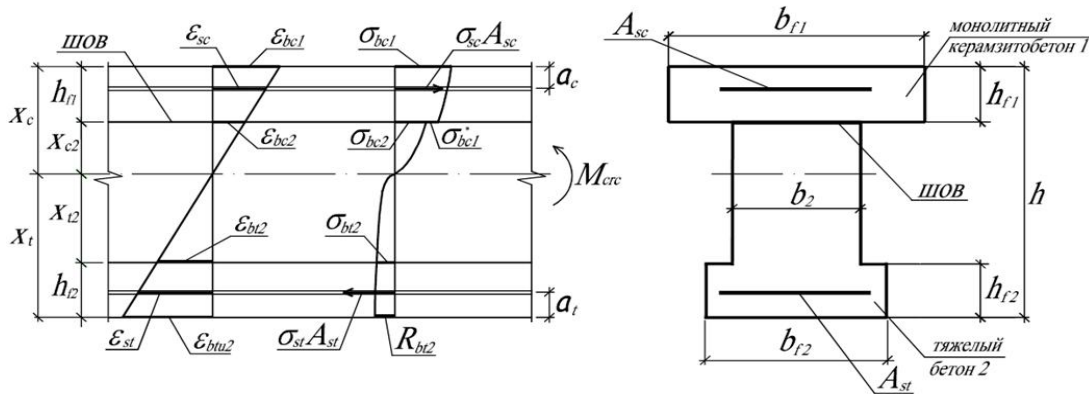 шов
ε_sc
ε_bc1
σ_bc1
σ_sc A_sc
a_c
x_c
h_f1
x_c2
ε_bc2
σ_bc2
σ*_bc1
M_crc
x_t
x_t2
ε_bt2
σ_bt2
h_f2
a_t
ε_st
ε_btu2
σ_st A_st
R_bt2
A_sc
b_f1
монолитный
керамзитобетон 1
h_f1
b_2
шов
h
h_f2
b_f2
тяжелый
бетон 2
A_st